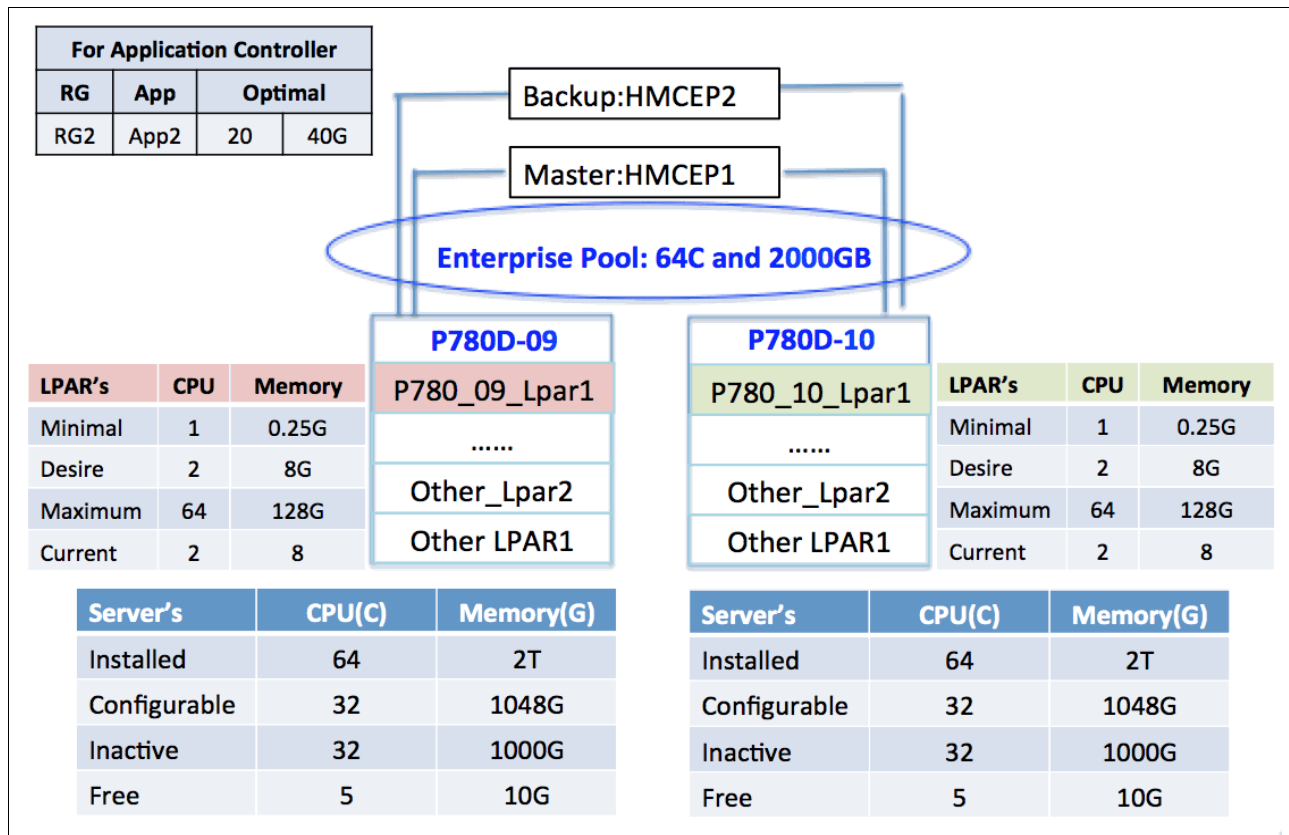 For Application Controller
RG App Optimal
RG2 App2 20 40G
Backup:HMCEP2
Master:HMCEP1
Enterprise Pool: 64C and 2000GB
P780D-09
P780_09_Lpar1
......
Other_Lpar2
Other LPAR1
P780D-10
P780_10_Lpar1
......
Other_Lpar2
Other LPAR1
LPAR’s CPU Memory
Minimal 1 0.25G
Desire 2 8G
Maximum 64 128G
Current 2 8
LPAR’s CPU Memory
Minimal 1 0.25G
Desire 2 8G
Maximum 64 128G
Current 2 8
Server’s CPU(C) Memory(G)
Installed 64 2T
Configurable 32 1048G
Inactive 32 1000G
Free 5 10G
Server’s CPU(C) Memory(G)
Installed 64 2T
Configurable 32 1048G
Inactive 32 1000G
Free 5 10G